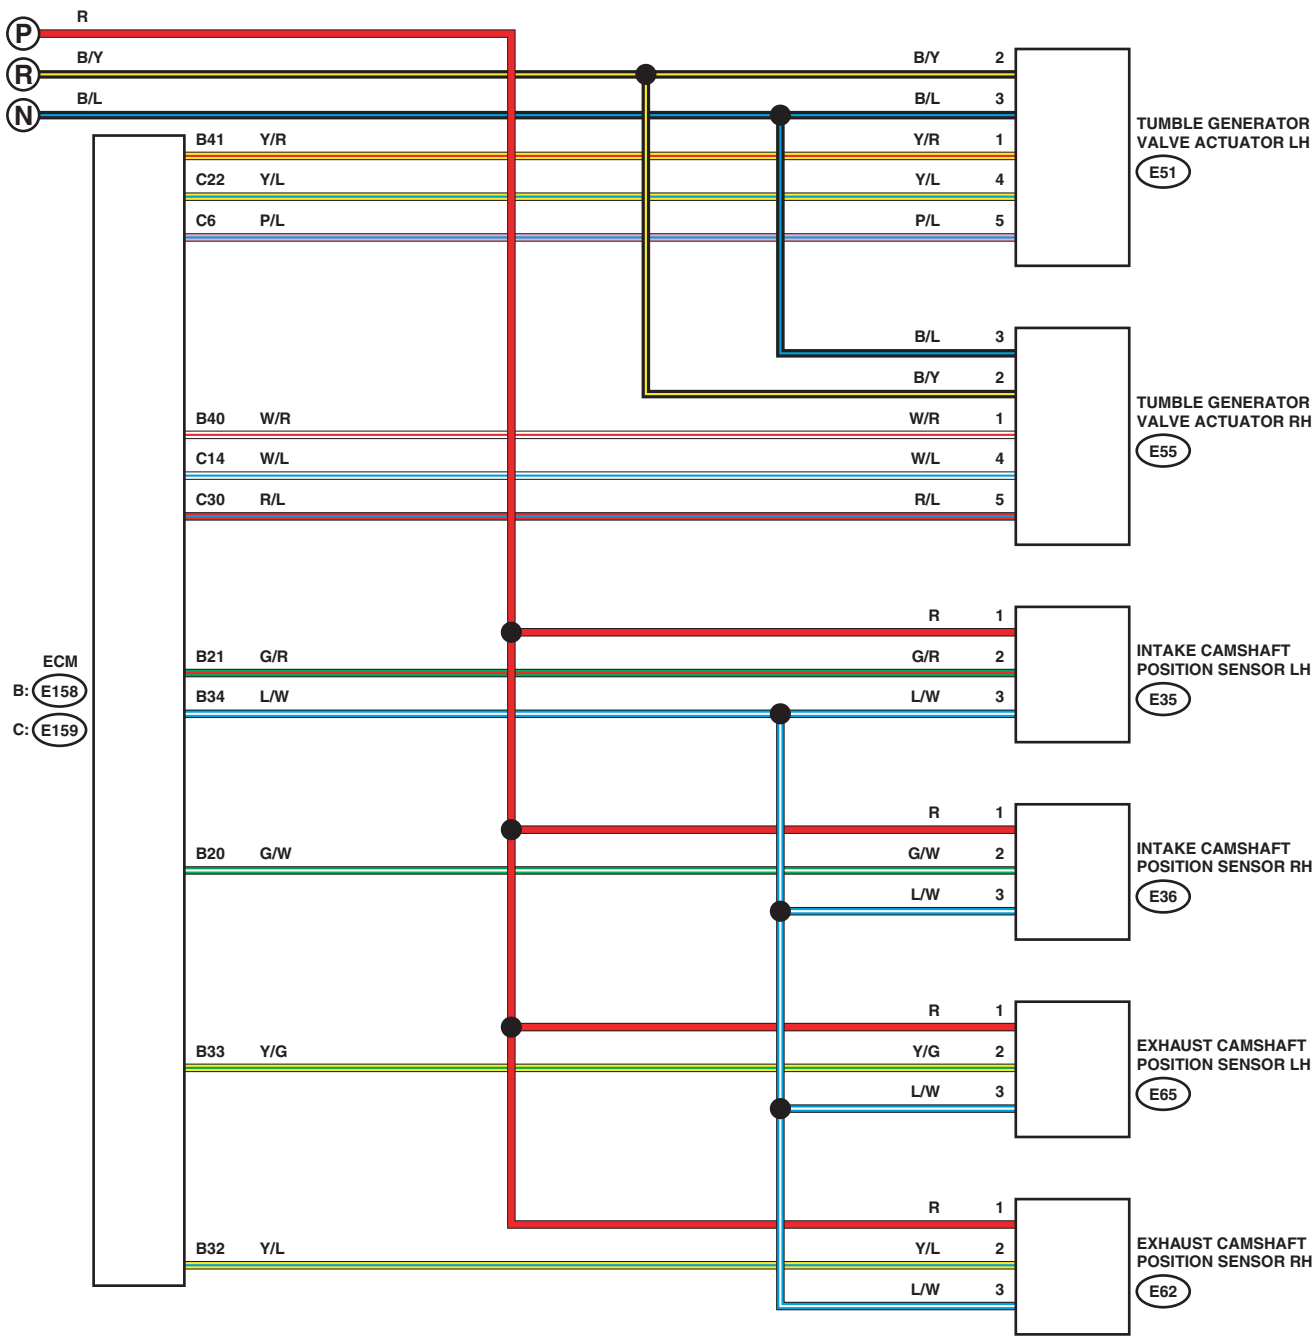 P R
R B/Y B/Y 2
N B/L B/L 3
B41 Y/R Y/R 1
C22 Y/L Y/L 4
C6 P/L P/L 5
TUMBLE GENERATOR
VALVE ACTUATOR LH
E51
B/L 3
B/Y 2
B40 W/R W/R 1
C14 W/L W/L 4
C30 R/L R/L 5
TUMBLE GENERATOR
VALVE ACTUATOR RH
E55
ECM
B: E158
C: E159
R 1
B21 G/R G/R 2
B34 L/W L/W 3
INTAKE CAMSHAFT
POSITION SENSOR LH
E35
R 1
B20 G/W G/W 2
L/W 3
INTAKE CAMSHAFT
POSITION SENSOR RH
E36
R 1
B33 Y/G Y/G 2
L/W 3
EXHAUST CAMSHAFT
POSITION SENSOR LH
E65
R 1
B32 Y/L Y/L 2
L/W 3
EXHAUST CAMSHAFT
POSITION SENSOR RH
E62